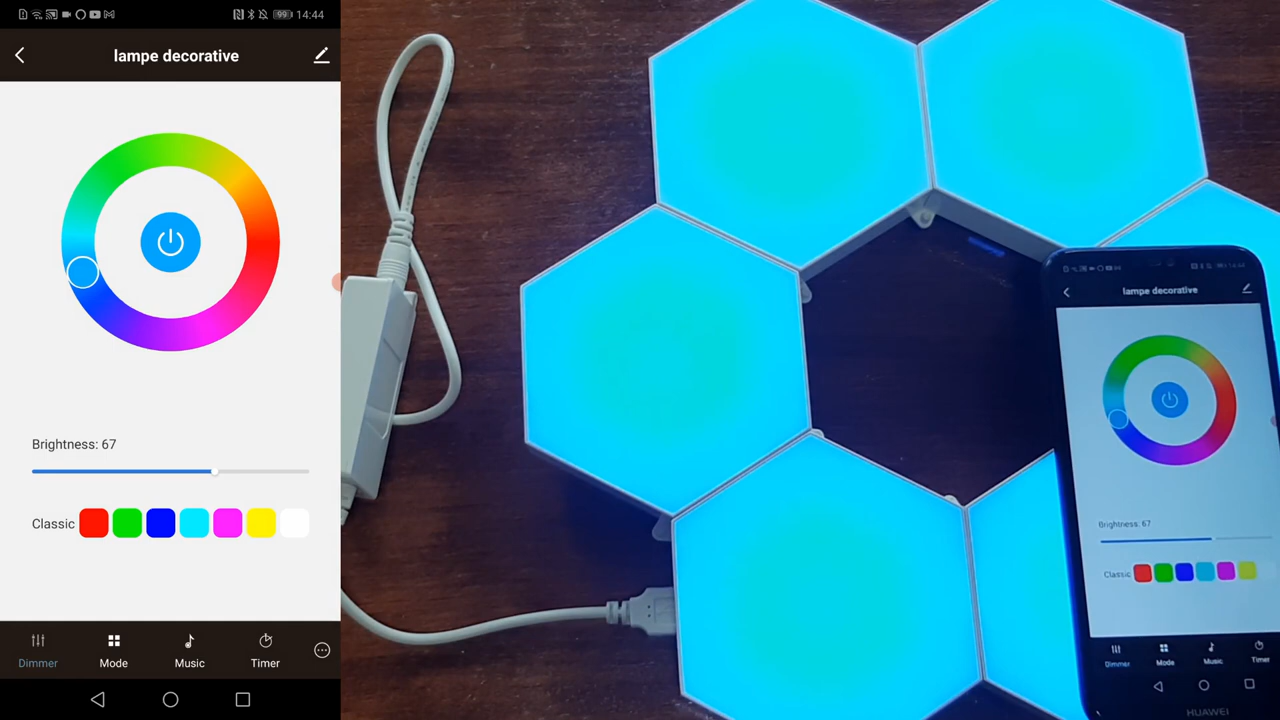 99 14:44
lampe decorative
Brightness: 67
Classic
Dimmer
Mode
Music
Timer
lampe decorative
Brightness: 67
Classic
Dimmer
Mode
Music
Timer
HUAWEI